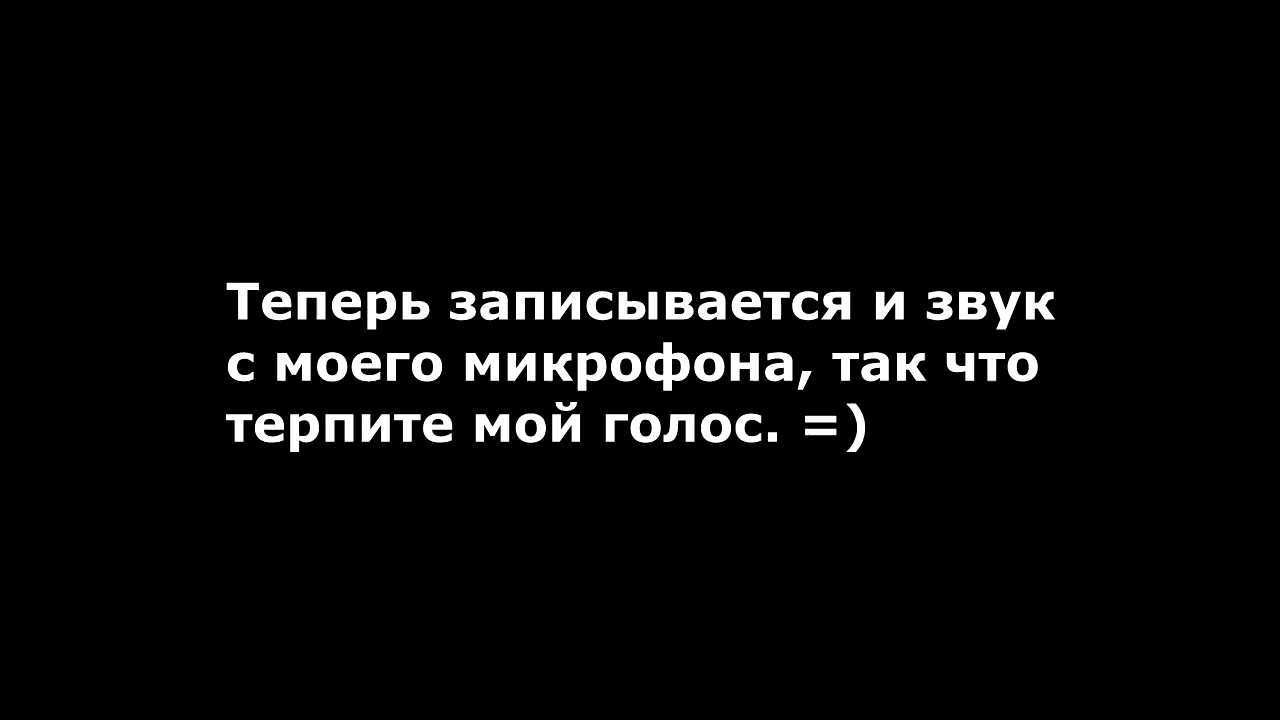 Теперь записывается и звук
с моего микрофона, так что
терпите мой голос. =)